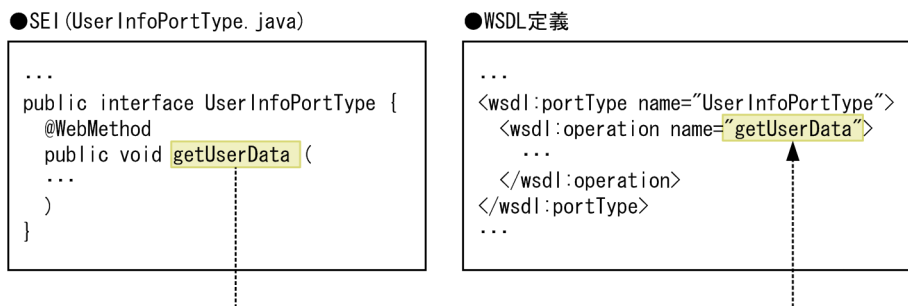 ●SEI(UserInfoPortType.java)
...
public interface UserInfoPortType {
@WebMethod
public void getUserData (
...
)
}
●WSDL定義
...
<wsdl:portType name="UserInfoPortType">
<wsdl:operation name="getUserData">
...
</wsdl:operation>
</wsdl:portType>
...